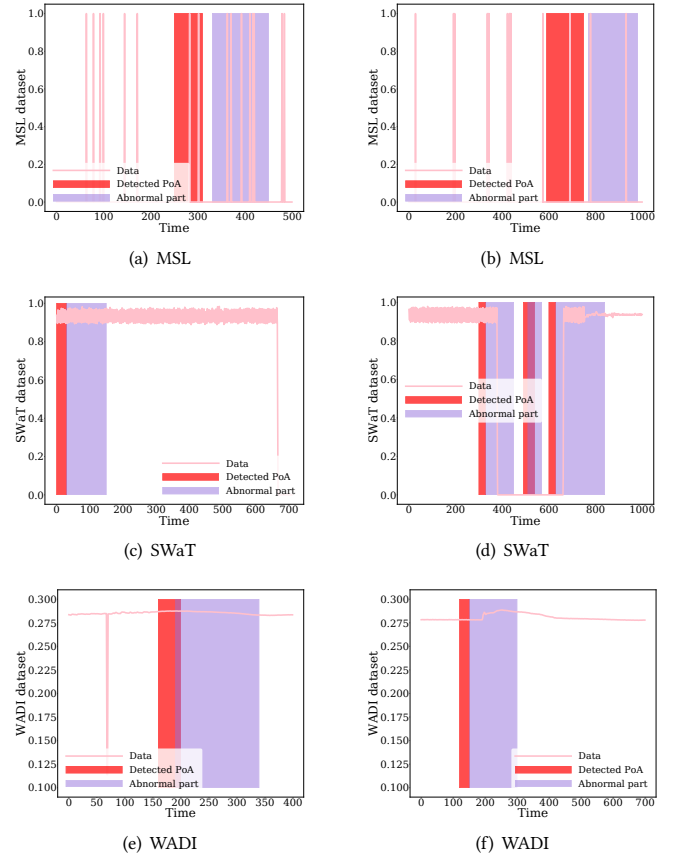 1.0
0.8
0.6
0.4
0.2
0.0
MSL dataset
Data
Detected PoA
Abnormal part
0 100 200 300 400 500
Time
(a) MSL
1.0
0.8
0.6
0.4
0.2
0.0
MSL dataset
Data
Detected PoA
Abnormal part
0 200 400 600 800 1000
Time
(b) MSL
1.0
0.8
0.6
0.4
0.2
0.0
SWaT dataset
Data
Detected PoA
Abnormal part
0 100 200 300 400 500 600 700
Time
(c) SWaT
1.0
0.8
0.6
0.4
0.2
0.0
SWaT dataset
Data
Detected PoA
Abnormal part
0 200 400 600 800 1000
Time
(d) SWaT
0.300
0.275
0.250
0.225
0.200
0.175
0.150
0.125
0.100
WADI dataset
Data
Detected PoA
Abnormal part
0 50 100 150 200 250 300 350 400
Time
(e) WADI
0.300
0.275
0.250
0.225
0.200
0.175
0.150
0.125
0.100
WADI dataset
Data
Detected PoA
Abnormal part
0 100 200 300 400 500 600 700
Time
(f) WADI